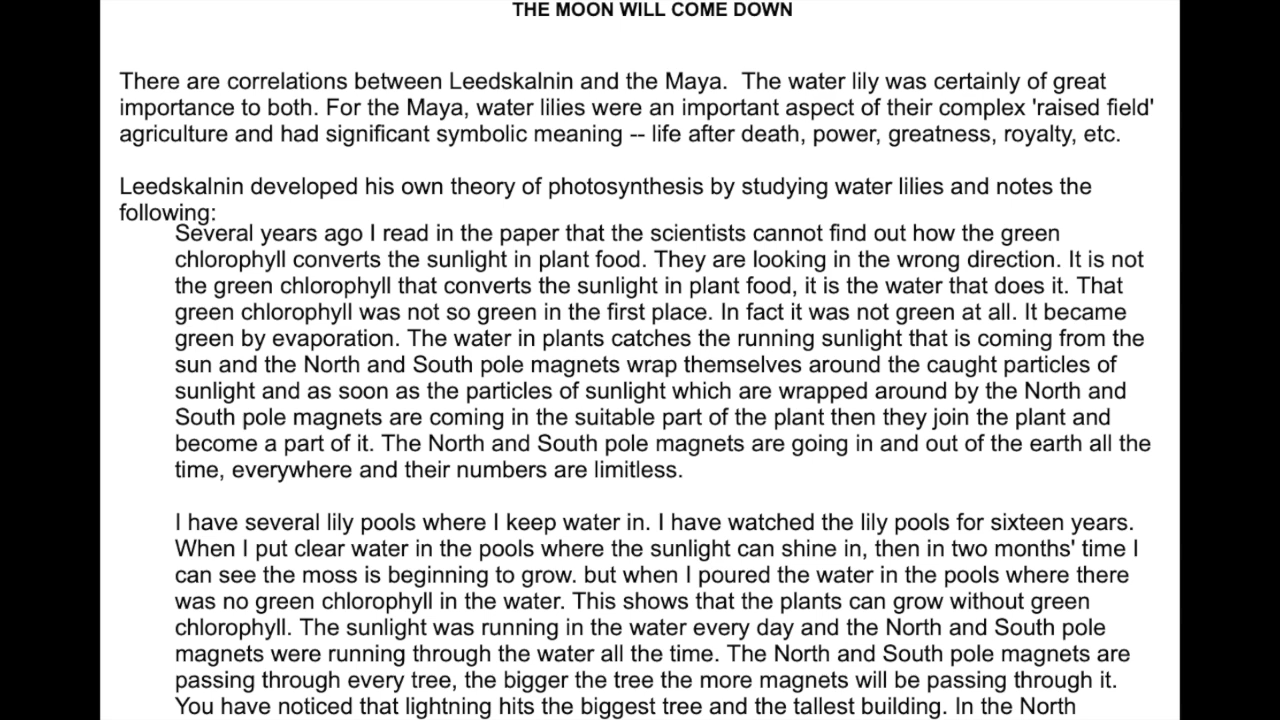 THE MOON WILL COME DOWN
There are correlations between Leedskalnin and the Maya.  The water lily was certainly of great
importance to both. For the Maya, water lilies were an important aspect of their complex 'raised field'
agriculture and had significant symbolic meaning -- life after death, power, greatness, royalty, etc.
Leedskalnin developed his own theory of photosynthesis by studying water lilies and notes the
following:
Several years ago I read in the paper that the scientists cannot find out how the green
chlorophyll converts the sunlight in plant food. They are looking in the wrong direction. It is not
the green chlorophyll that converts the sunlight in plant food, it is the water that does it. That
green chlorophyll was not so green in the first place. In fact it was not green at all. It became
green by evaporation. The water in plants catches the running sunlight that is coming from the
sun and the North and South pole magnets wrap themselves around the caught particles of
sunlight and as soon as the particles of sunlight which are wrapped around by the North and
South pole magnets are coming in the suitable part of the plant then they join the plant and
become a part of it. The North and South pole magnets are going in and out of the earth all the
time, everywhere and their numbers are limitless.
I have several lily pools where I keep water in. I have watched the lily pools for sixteen years.
When I put clear water in the pools where the sunlight can shine in, then in two months' time I
can see the moss is beginning to grow. but when I poured the water in the pools where there
was no green chlorophyll in the water. This shows that the plants can grow without green
chlorophyll. The sunlight was running in the water every day and the North and South pole
magnets were running through the water all the time. The North and South pole magnets are
passing through every tree, the bigger the tree the more magnets will be passing through it.
You have noticed that lightning hits the biggest tree and the tallest building. In the North